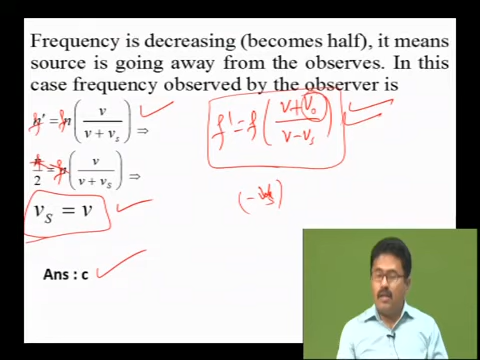 Frequency is decreasing (becomes half), it means
source is going away from the observes. In this
case frequency observed by the observer is
n' = n(v / (v + v_s)) ⇒
f' = f((v + v_o) / (v − v_s))
n/2 = n(v / (v + v_S)) ⇒
v_S = v
Ans : c